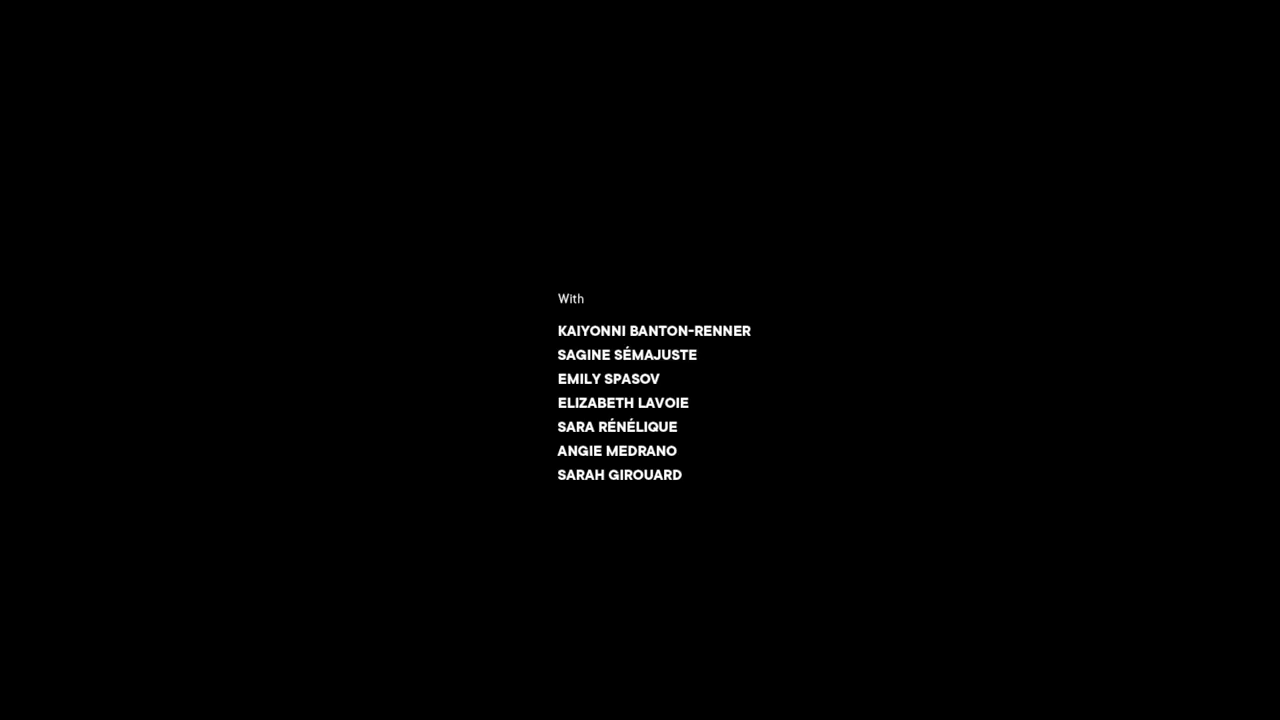 With
KAIYONNI BANTON-RENNER
SAGINE SÉMAJUSTE
EMILY SPASOV
ELIZABETH LAVOIE
SARA RÉNÉLIQUE
ANGIE MEDRANO
SARAH GIROUARD